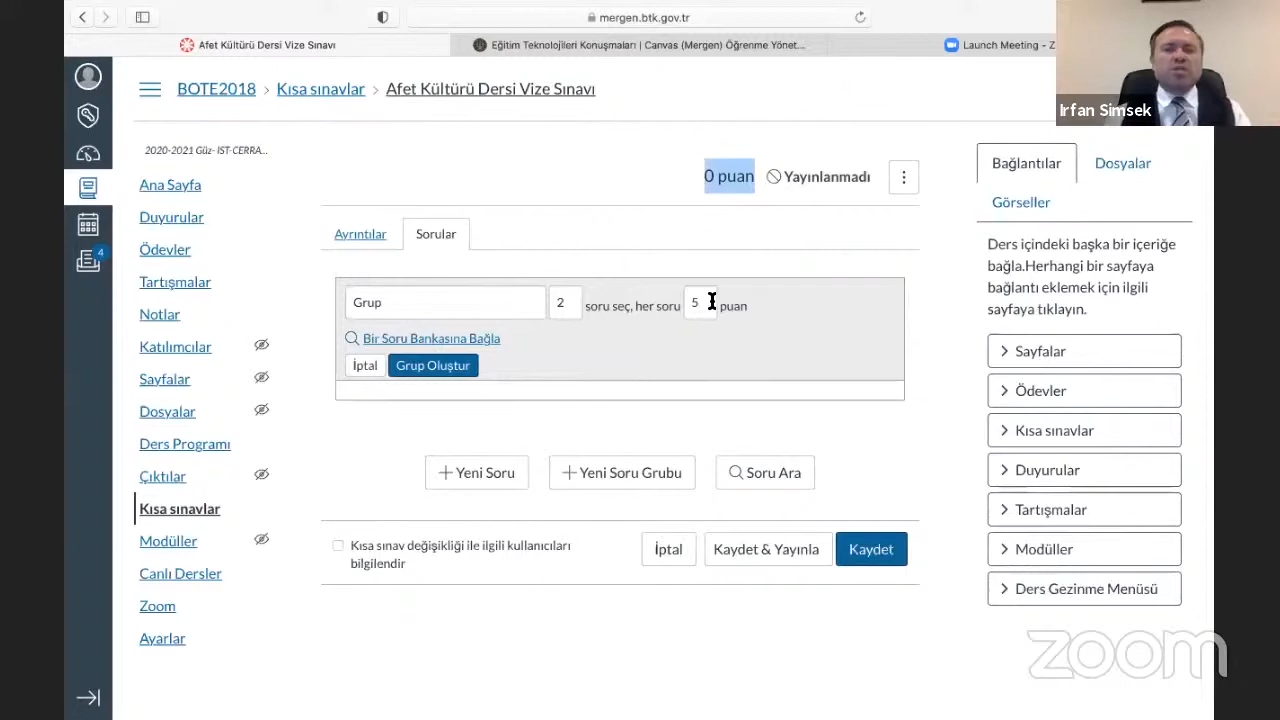 mergen.btk.gov.tr
Afet Kültürü Dersi Vize Sınavı
Eğitim Teknolojileri Konuşmaları | Canvas (Mergen) Öğrenme Yönet...
Launch Meeting - Z
Irfan Simsek
BOTE2018 > Kısa sınavlar > Afet Kültürü Dersi Vize Sınavı
2020-2021 Güz- IST-CERRA...
Ana Sayfa
Duyurular
Ödevler
Tartışmalar
Notlar
Katılımcılar
Sayfalar
Dosyalar
Ders Programı
Çıktılar
Kısa sınavlar
Modüller
Canlı Dersler
Zoom
Ayarlar
4
0 puan Yayınlanmadı
Ayrıntılar Sorular
Grup 2 soru seç, her soru 5 puan
Bir Soru Bankasına Bağla
İptal Grup Oluştur
+ Yeni Soru + Yeni Soru Grubu Soru Ara
Kısa sınav değişikliği ile ilgili kullanıcıları
bilgilendir
İptal Kaydet & Yayınla Kaydet
Bağlantılar Dosyalar
Görseller
Ders içindeki başka bir içeriğe
bağla.Herhangi bir sayfaya
bağlantı eklemek için ilgili
sayfaya tıklayın.
Sayfalar
Ödevler
Kısa sınavlar
Duyurular
Tartışmalar
Modüller
Ders Gezinme Menüsü
zoom